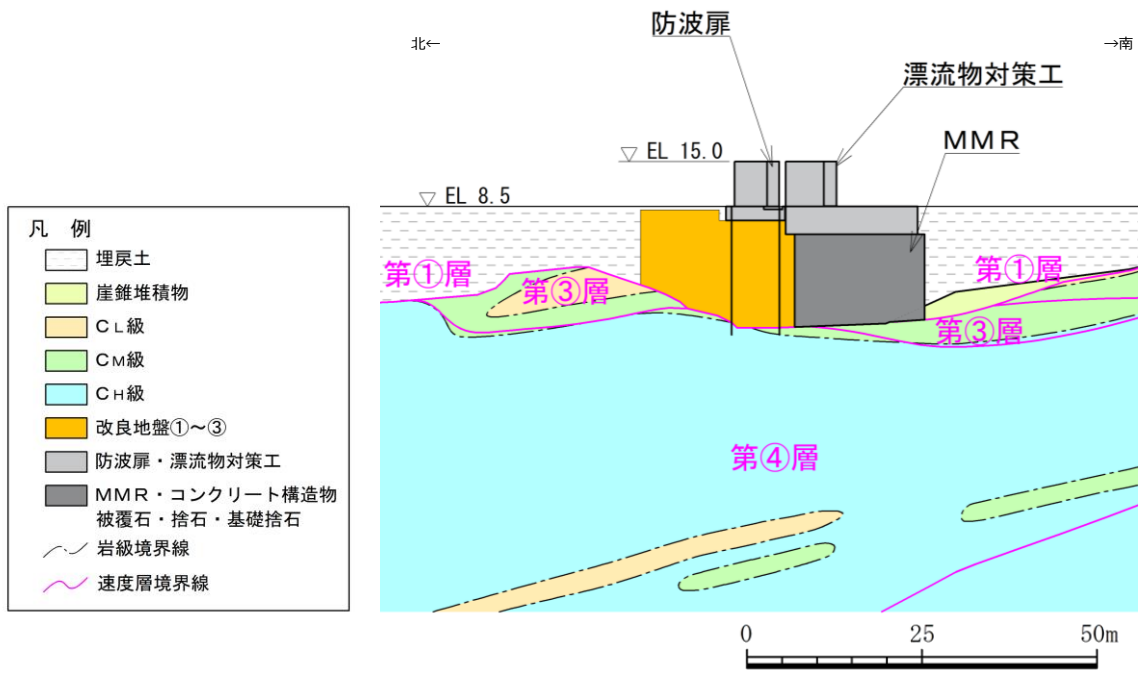 北←
防波扉
→南
漂流物対策工
MMR
▽ EL 15.0
▽ EL 8.5
第①層
第③層
第①層
第③層
第④層
凡 例
埋戻土
崖錐堆積物
CL級
CM級
CH級
改良地盤①～③
防波扉・漂流物対策工
MMR・コンクリート構造物
被覆石・捨石・基礎捨石
岩級境界線
速度層境界線
0 25 50m